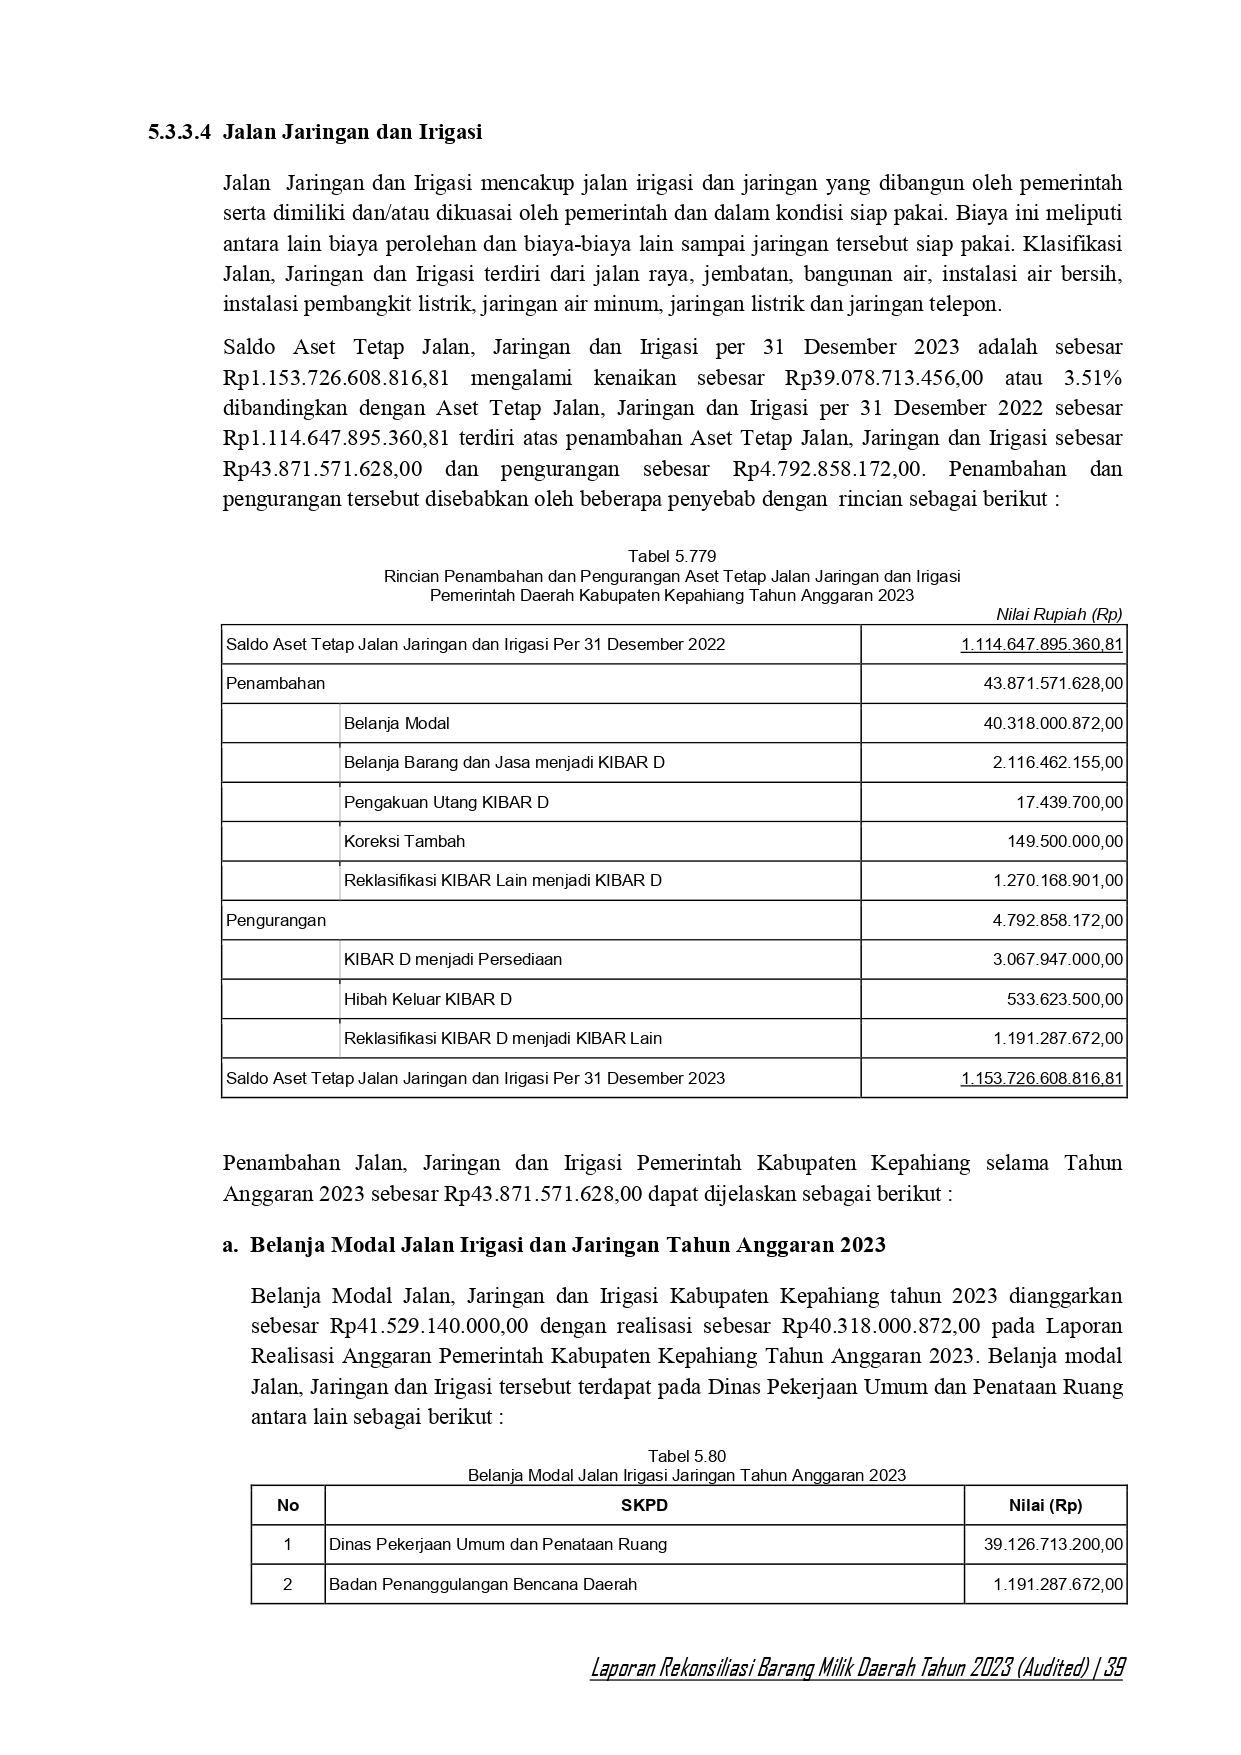 5.3.3.4 Jalan Jaringan dan Irigasi
Jalan Jaringan dan Irigasi mencakup jalan irigasi dan jaringan yang dibangun oleh pemerintah
serta dimiliki dan/atau dikuasai oleh pemerintah dan dalam kondisi siap pakai. Biaya ini meliputi
antara lain biaya perolehan dan biaya-biaya lain sampai jaringan tersebut siap pakai. Klasifikasi
Jalan, Jaringan dan Irigasi terdiri dari jalan raya, jembatan, bangunan air, instalasi air bersih,
instalasi pembangkit listrik, jaringan air minum, jaringan listrik dan jaringan telepon.
Saldo Aset Tetap Jalan, Jaringan dan Irigasi per 31 Desember 2023 adalah sebesar
Rp1.153.726.608.816,81 mengalami kenaikan sebesar Rp39.078.713.456,00 atau 3.51%
dibandingkan dengan Aset Tetap Jalan, Jaringan dan Irigasi per 31 Desember 2022 sebesar
Rp1.114.647.895.360,81 terdiri atas penambahan Aset Tetap Jalan, Jaringan dan Irigasi sebesar
Rp43.871.571.628,00 dan pengurangan sebesar Rp4.792.858.172,00. Penambahan dan
pengurangan tersebut disebabkan oleh beberapa penyebab dengan rincian sebagai berikut :
Tabel 5.779
Rincian Penambahan dan Pengurangan Aset Tetap Jalan Jaringan dan Irigasi
Pemerintah Daerah Kabupaten Kepahiang Tahun Anggaran 2023
Nilai Rupiah (Rp)
Saldo Aset Tetap Jalan Jaringan dan Irigasi Per 31 Desember 2022 1.114.647.895.360,81
Penambahan 43.871.571.628,00
Belanja Modal 40.318.000.872,00
Belanja Barang dan Jasa menjadi KIBAR D 2.116.462.155,00
Pengakuan Utang KIBAR D 17.439.700,00
Koreksi Tambah 149.500.000,00
Reklasifikasi KIBAR Lain menjadi KIBAR D 1.270.168.901,00
Pengurangan 4.792.858.172,00
KIBAR D menjadi Persediaan 3.067.947.000,00
Hibah Keluar KIBAR D 533.623.500,00
Reklasifikasi KIBAR D menjadi KIBAR Lain 1.191.287.672,00
Saldo Aset Tetap Jalan Jaringan dan Irigasi Per 31 Desember 2023 1.153.726.608.816,81
Penambahan Jalan, Jaringan dan Irigasi Pemerintah Kabupaten Kepahiang selama Tahun
Anggaran 2023 sebesar Rp43.871.571.628,00 dapat dijelaskan sebagai berikut :
a. Belanja Modal Jalan Irigasi dan Jaringan Tahun Anggaran 2023
Belanja Modal Jalan, Jaringan dan Irigasi Kabupaten Kepahiang tahun 2023 dianggarkan
sebesar Rp41.529.140.000,00 dengan realisasi sebesar Rp40.318.000.872,00 pada Laporan
Realisasi Anggaran Pemerintah Kabupaten Kepahiang Tahun Anggaran 2023. Belanja modal
Jalan, Jaringan dan Irigasi tersebut terdapat pada Dinas Pekerjaan Umum dan Penataan Ruang
antara lain sebagai berikut :
Tabel 5.80
Belanja Modal Jalan Irigasi Jaringan Tahun Anggaran 2023
No SKPD Nilai (Rp)
1 Dinas Pekerjaan Umum dan Penataan Ruang 39.126.713.200,00
2 Badan Penanggulangan Bencana Daerah 1.191.287.672,00
Laporan Rekonsiliasi Barang Milik Daerah Tahun 2023 (Audited) | 39